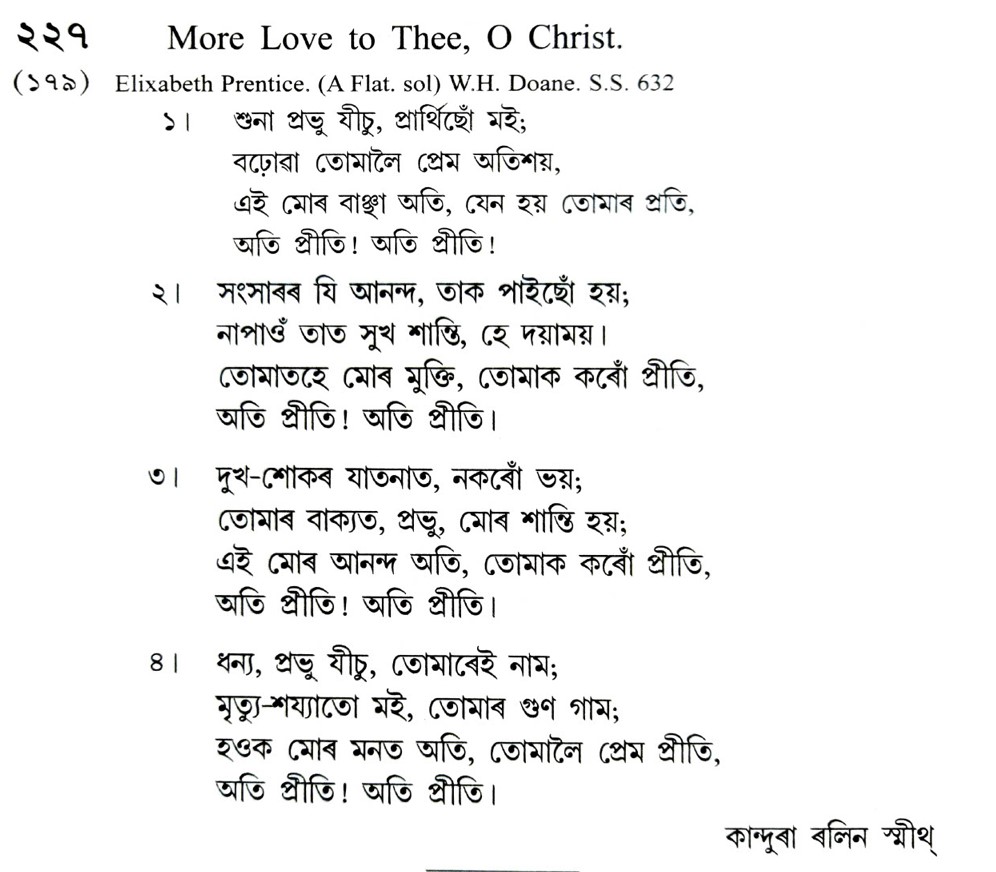 ২২৭ More Love to Thee, O Christ.
(১৭৯) Elixabeth Prentice. (A Flat. sol) W.H. Doane. S.S. 632
১। শুনা প্ৰভু যীচু, প্ৰাৰ্থিছোঁ মই;
বঢ়োৱা তোমালৈ প্ৰেম অতিশয়,
এই মোৰ বাঞ্ছা অতি, যেন হয় তোমাৰ প্ৰতি,
অতি প্ৰীতি! অতি প্ৰীতি!
২। সংসাৰৰ যি আনন্দ, তাক পাইছোঁ হয়;
নাপাওঁ তাত সুখ শান্তি, হে দয়াময়।
তোমাতহে মোৰ মুক্তি, তোমাক কৰোঁ প্ৰীতি,
অতি প্ৰীতি! অতি প্ৰীতি।
৩। দুখ-শোকৰ যাতনাত, নকৰোঁ ভয়;
তোমাৰ বাক্যত, প্ৰভু, মোৰ শান্তি হয়;
এই মোৰ আনন্দ অতি, তোমাক কৰোঁ প্ৰীতি,
অতি প্ৰীতি! অতি প্ৰীতি।
৪। ধন্য, প্ৰভু যীচু, তোমাৰেই নাম;
মৃত্যু-শয্যাতো মই, তোমাৰ গুণ গাম;
হওক মোৰ মনত অতি, তোমালৈ প্ৰেম প্ৰীতি,
অতি প্ৰীতি! অতি প্ৰীতি।
কান্দুৰা ৰলিন স্মীথ্